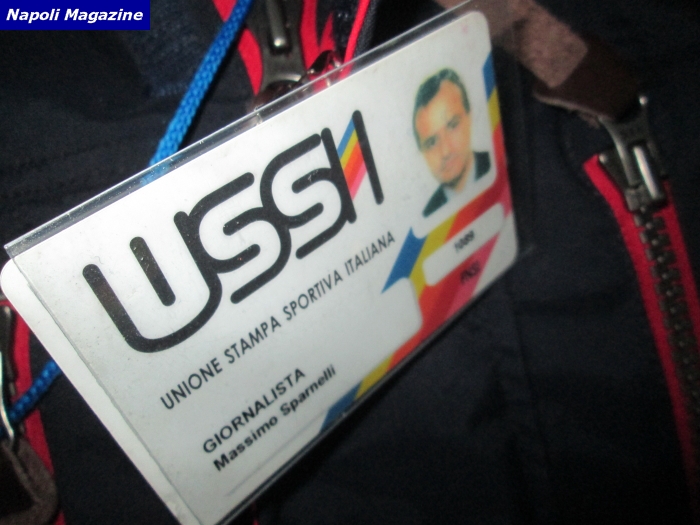 Napoli Magazine
USSI
UNIONE STAMPA SPORTIVA ITALIANA
GIORNALISTA
Massimo Sparnelli